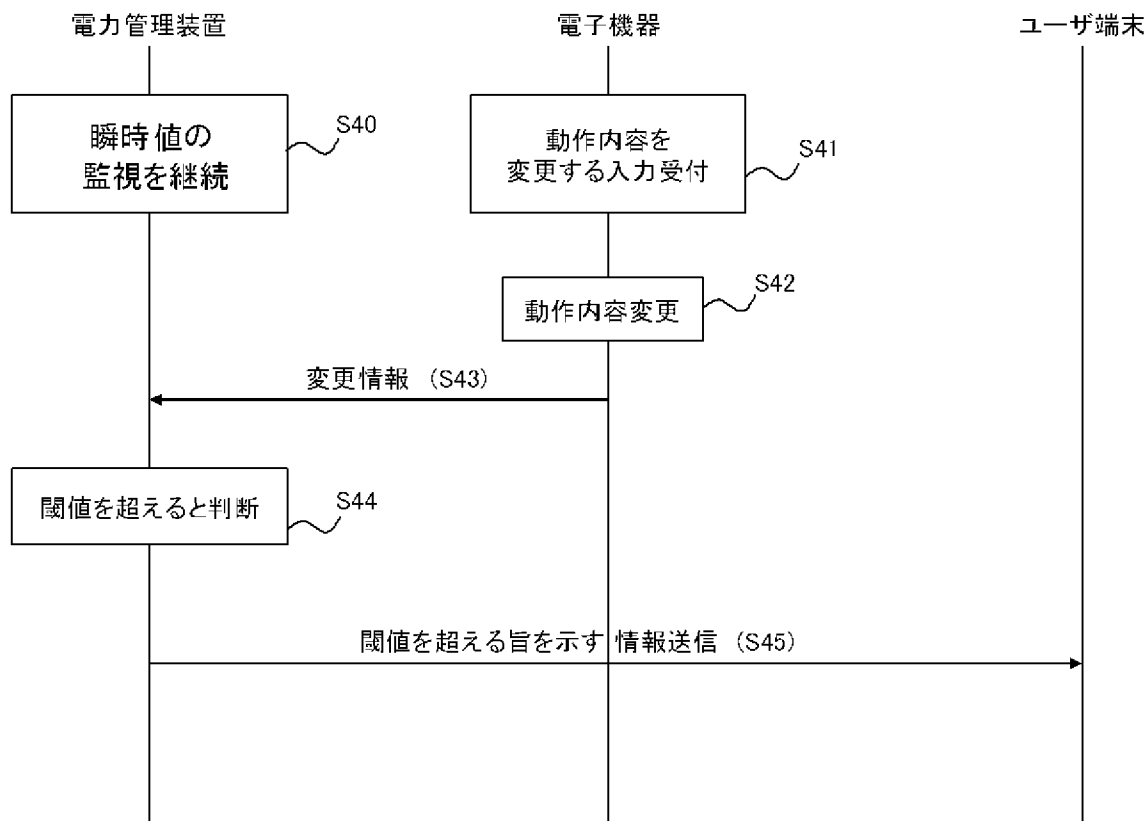 電力管理装置
電子機器
ユーザ端末
瞬時値の
監視を継続
S40
動作内容を
変更する入力受付
S41
動作内容変更
S42
変更情報 (S43)
閾値を超えると判断
S44
閾値を超える旨を示す 情報送信 (S45)